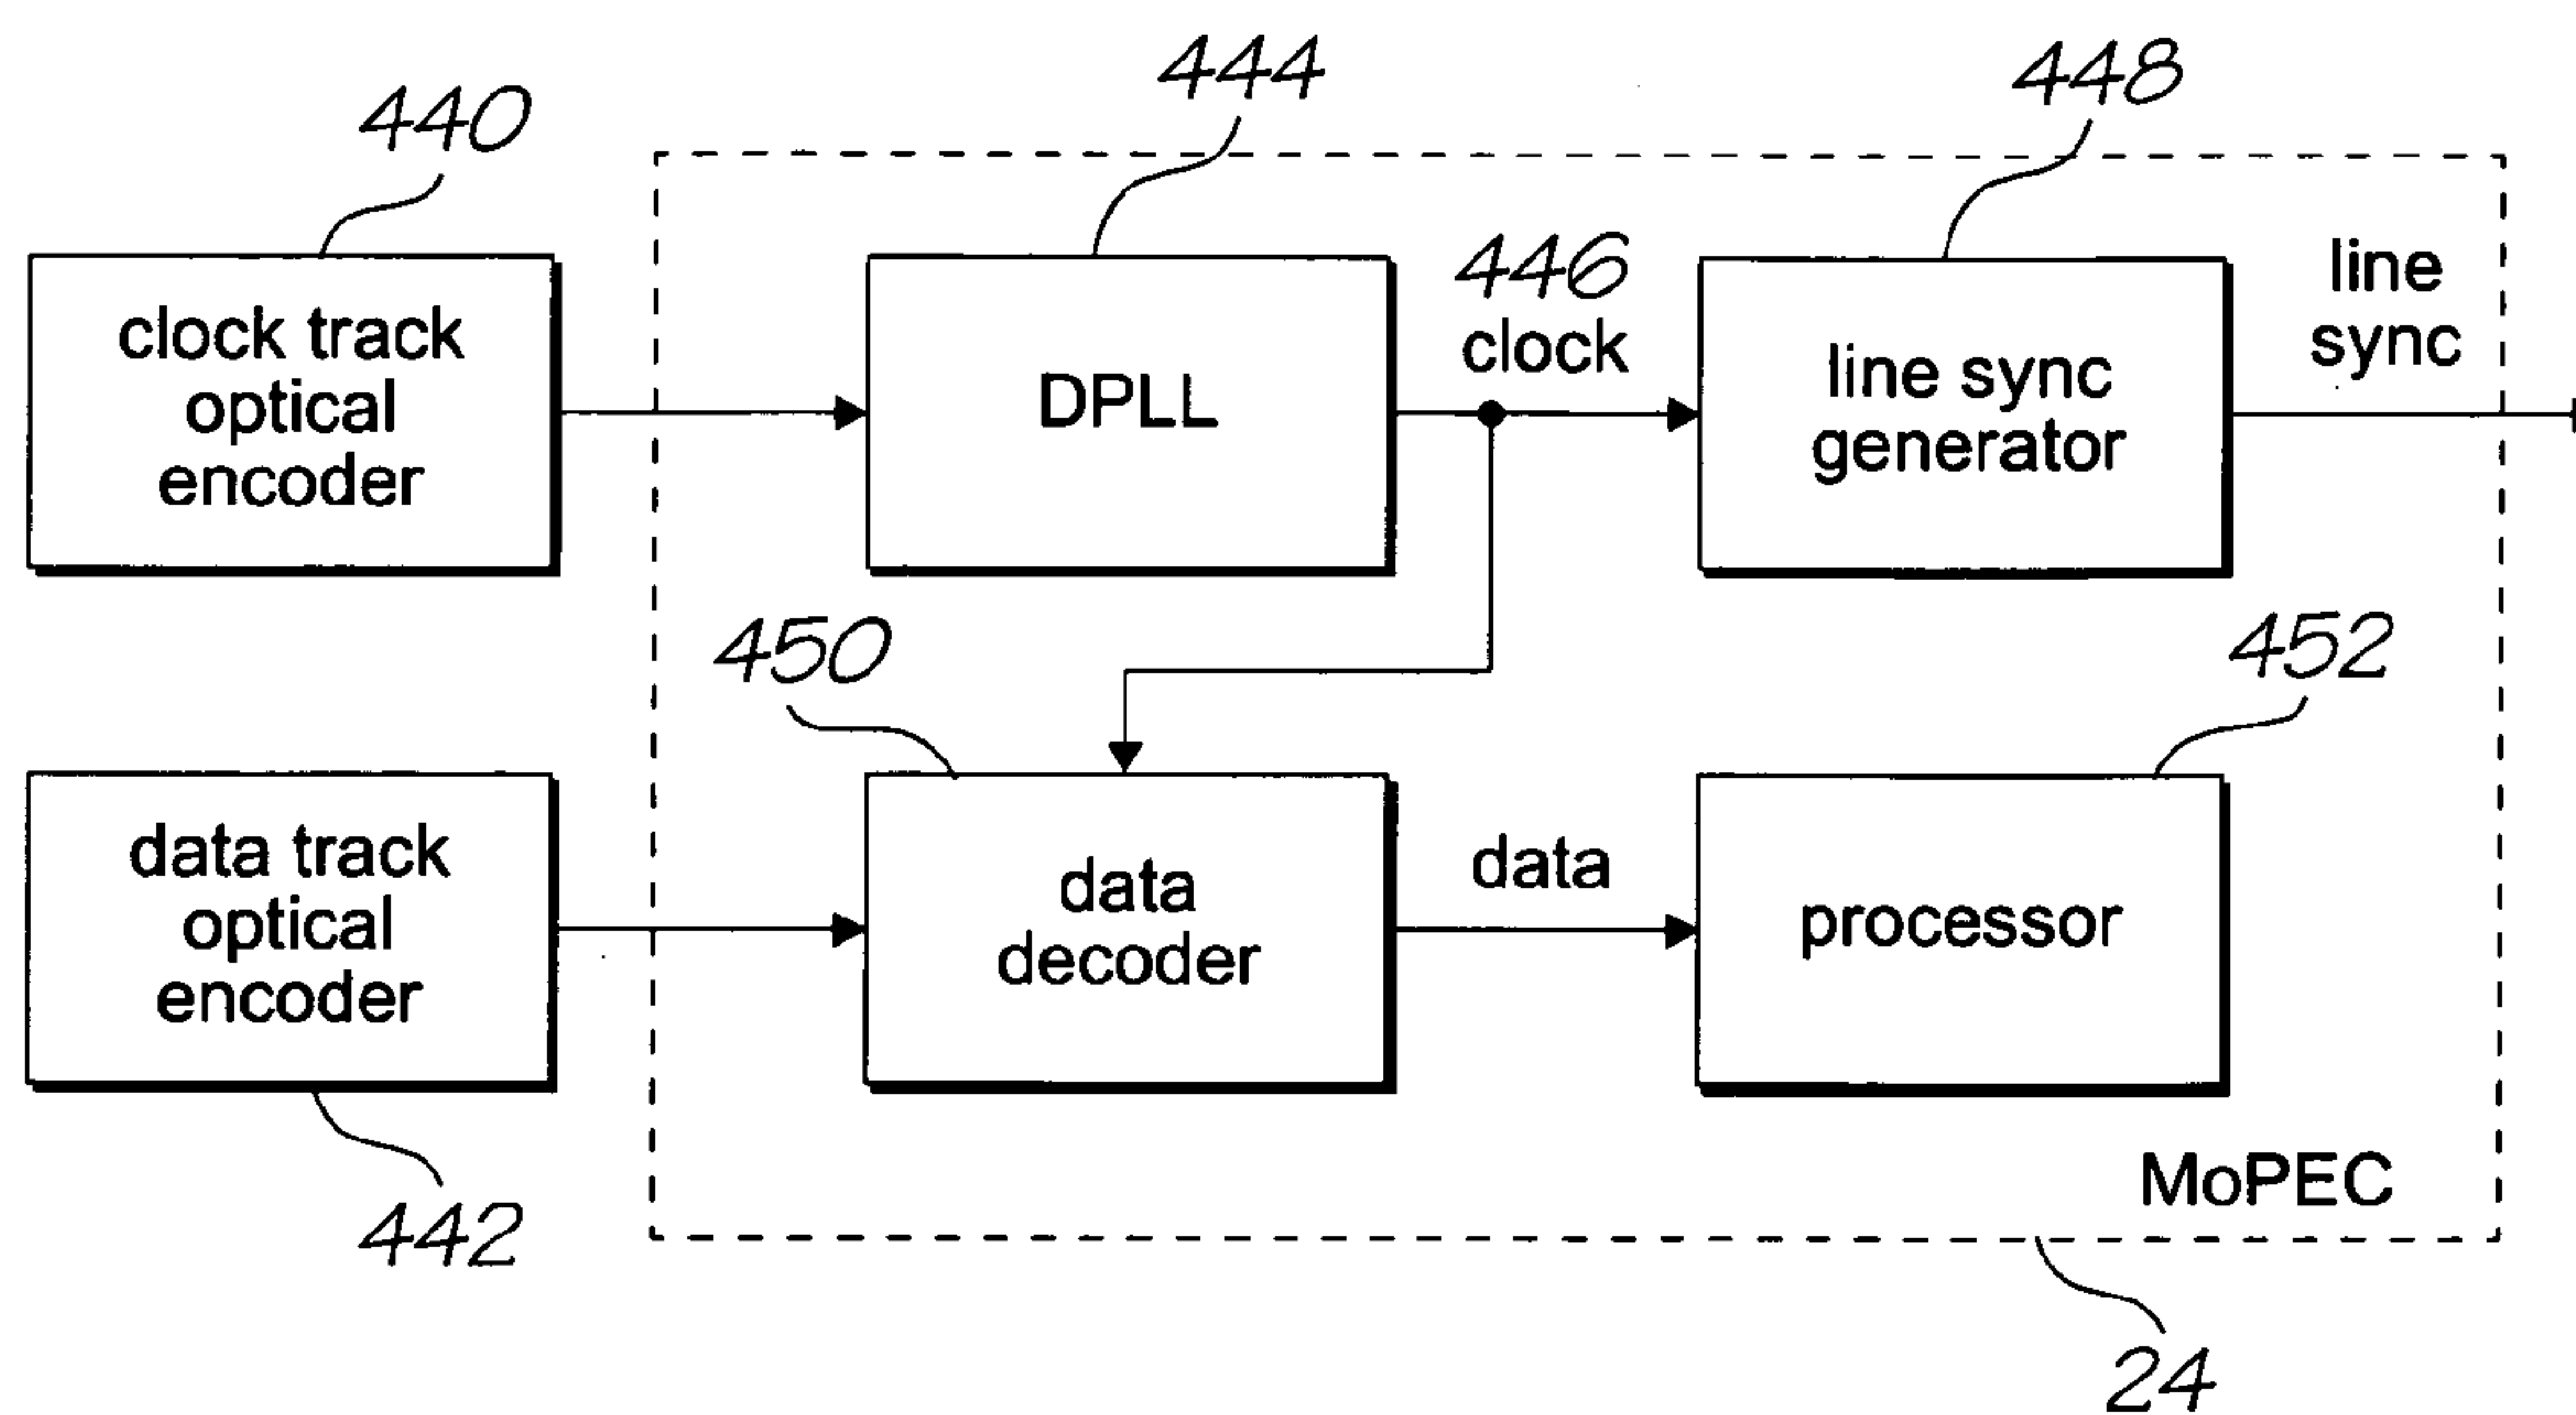 440
444
448
clock track
optical
encoder
DPLL
446
clock
line sync
generator
line
sync
450
452
data track
optical
encoder
data
decoder
data
processor
MoPEC
442
24